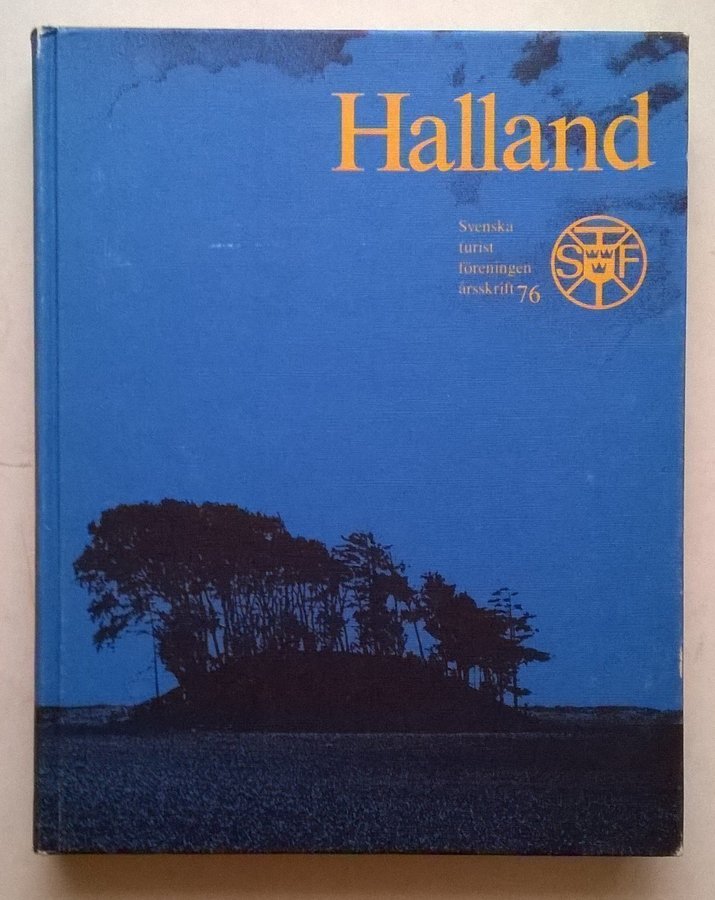 Halland
Svenska
turist
föreningen
årsskrift 76
STF